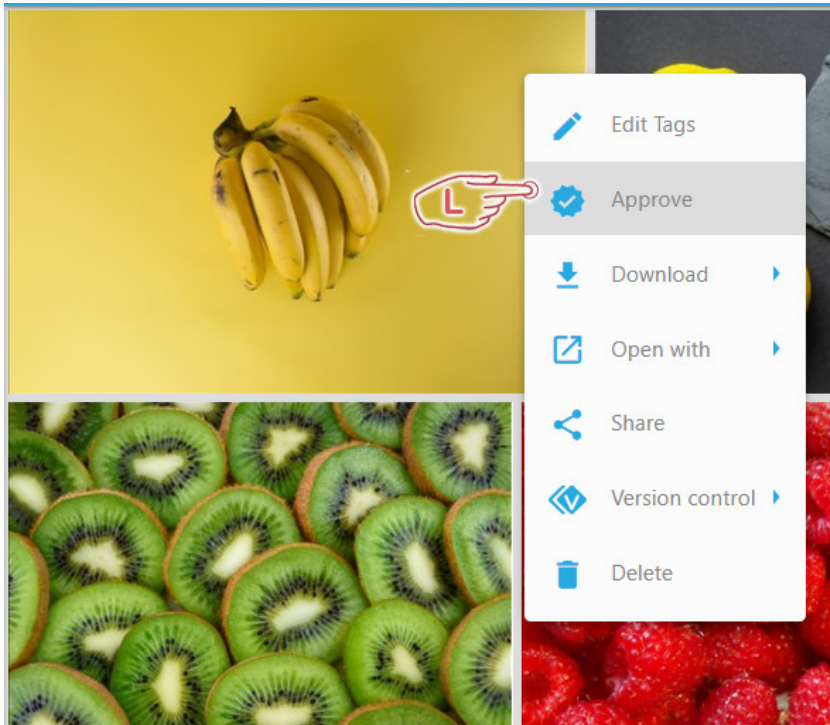 Edit Tags
L
Approve
Download
Open with
Share
Version control
Delete